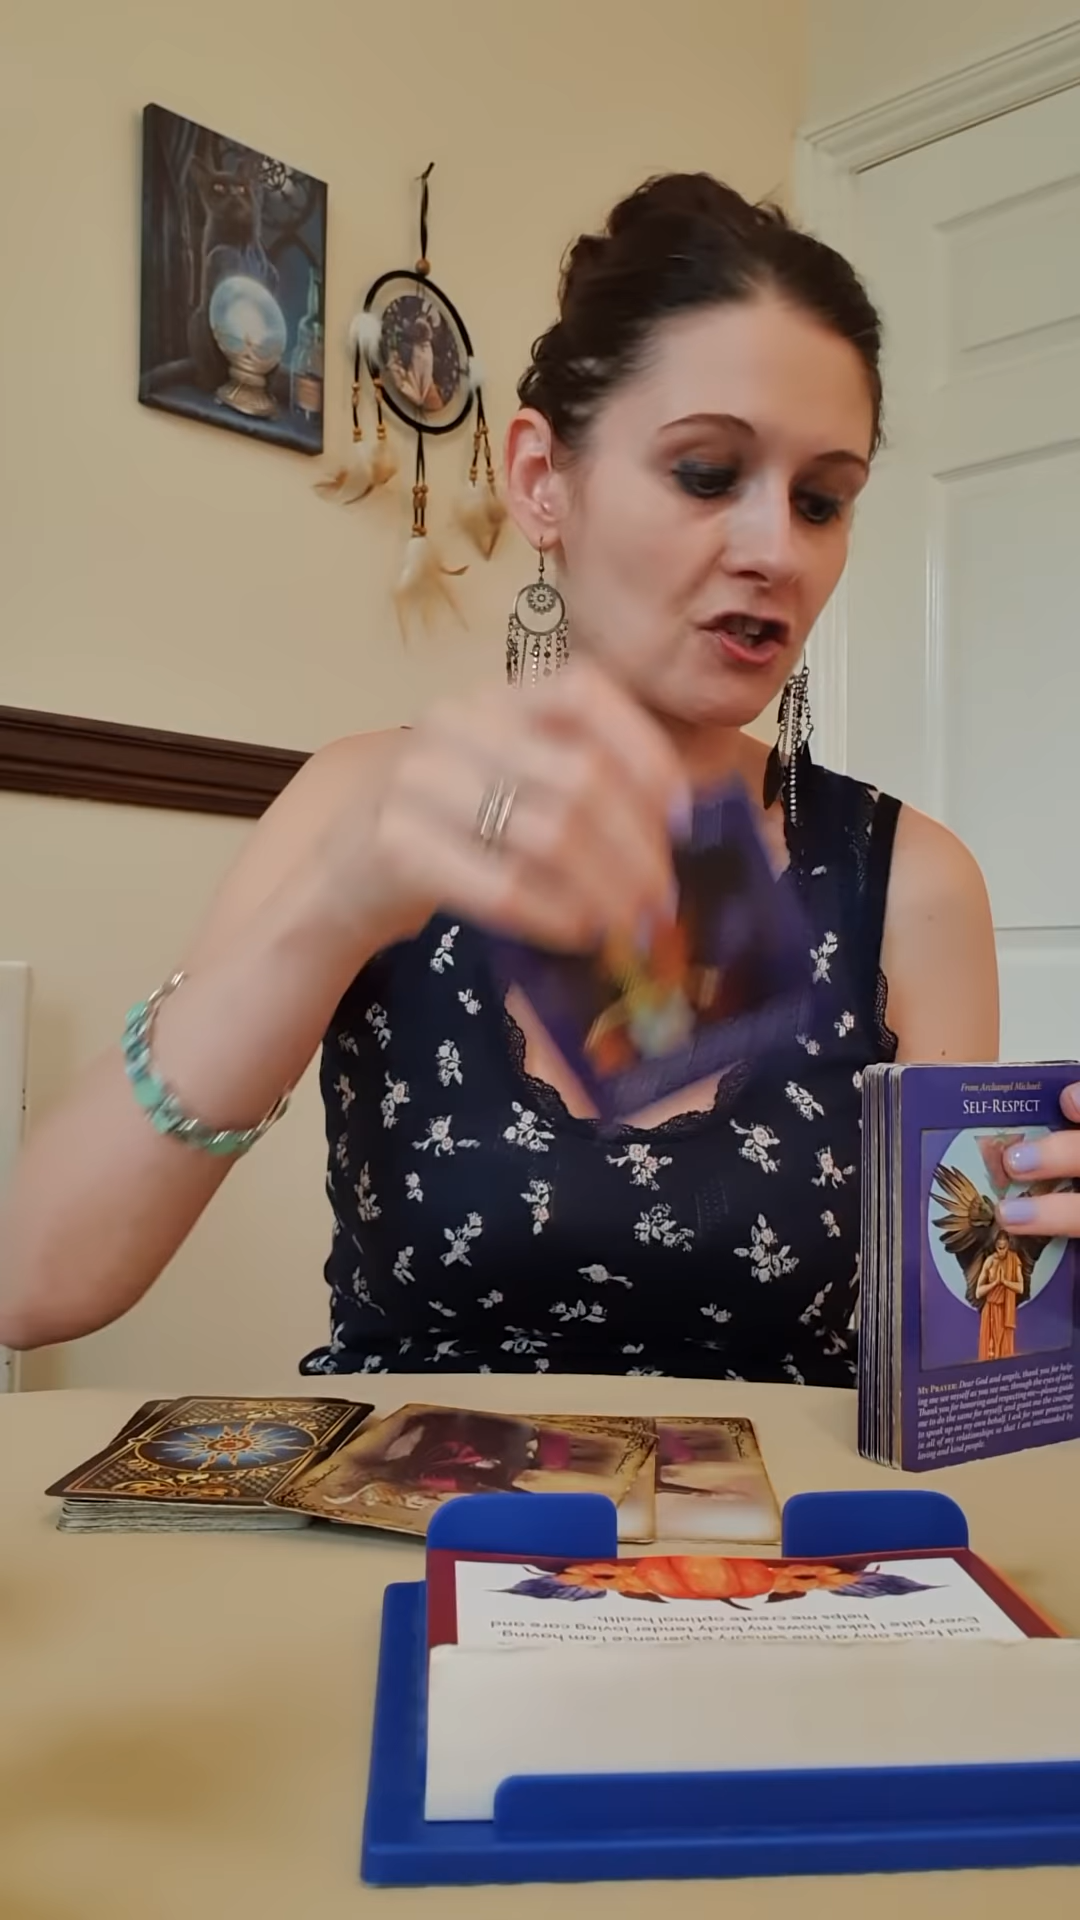 From Archangel Michael:
SELF-RESPECT
MY PRAYER: Dear God and angels, thank you for help-
ing me see myself as you see me, through the eyes of love.
Thank you for honoring and respecting me—please guide
me to do the same for myself, and grant me the courage
to speak up on my own behalf. I ask for your protection
in all of my relationships so that I am surrounded by
loving and kind people.
and focus only on the sensory experience I am having.
Every bite I take shows my body tender loving care and
helps me create optimal health.